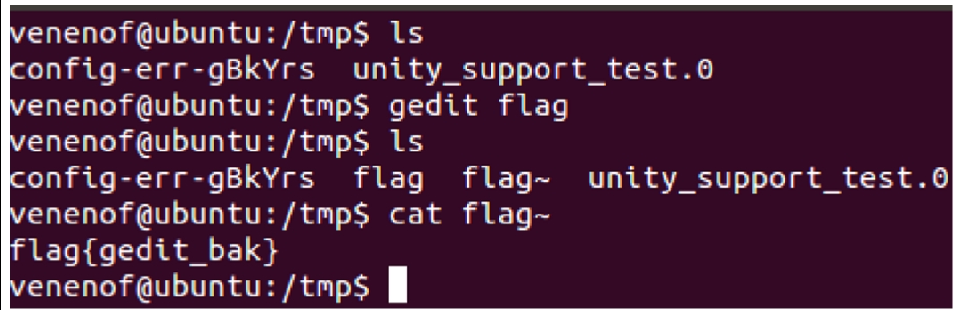 venenof@ubuntu:/tmp$ ls
config-err-gBkYrs  unity_support_test.0
venenof@ubuntu:/tmp$ gedit flag
venenof@ubuntu:/tmp$ ls
config-err-gBkYrs  flag  flag~  unity_support_test.0
venenof@ubuntu:/tmp$ cat flag~
flag{gedit_bak}
venenof@ubuntu:/tmp$